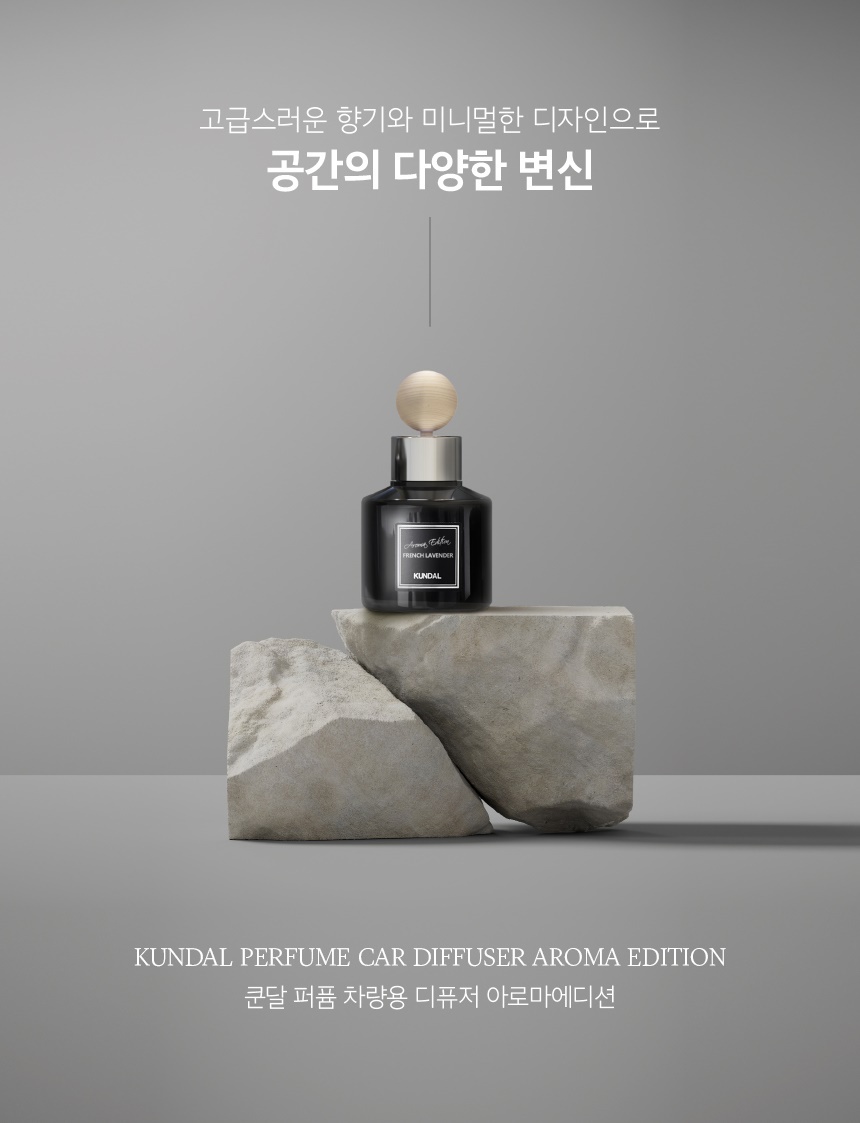 고급스러운 향기와 미니멀한 디자인으로
공간의 다양한 변신
Aroma Edition
FRENCH LAVENDER
KUNDAL
KUNDAL PERFUME CAR DIFFUSER AROMA EDITION
쿤달 퍼퓸 차량용 디퓨저 아로마에디션